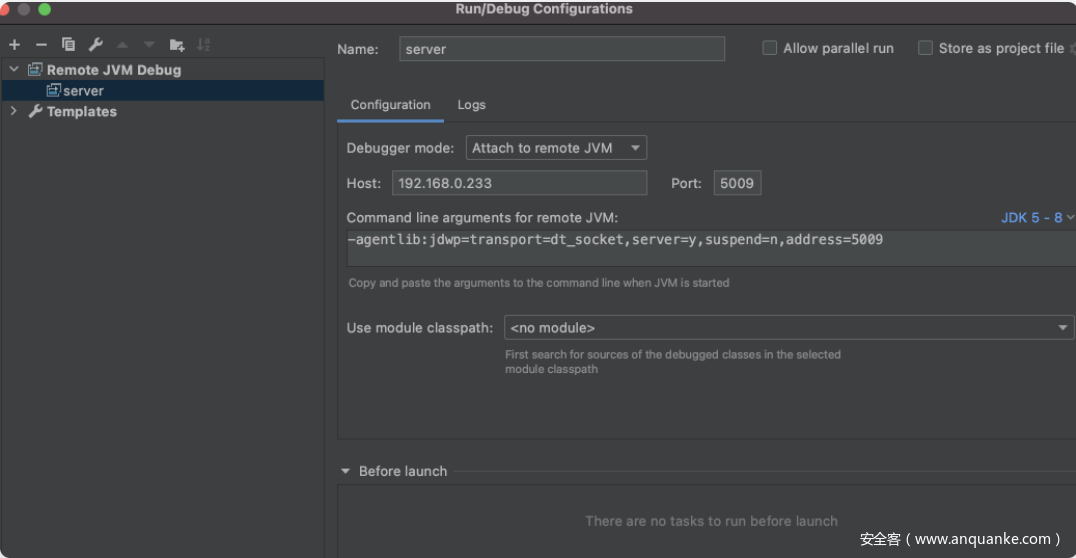 Run/Debug Configurations
Name: server
Allow parallel run
Store as project file
Remote JVM Debug
server
Templates
Configuration Logs
Debugger mode: Attach to remote JVM
Host: 192.168.0.233 Port: 5009
Command line arguments for remote JVM: JDK 5 - 8
-agentlib:jdwp=transport=dt_socket,server=y,suspend=n,address=5009
Copy and paste the arguments to the command line when JVM is started
Use module classpath: <no module>
First search for sources of the debugged classes in the selected
module classpath
Before launch
There are no tasks to run before launch
安全客（www.anquanke.com）